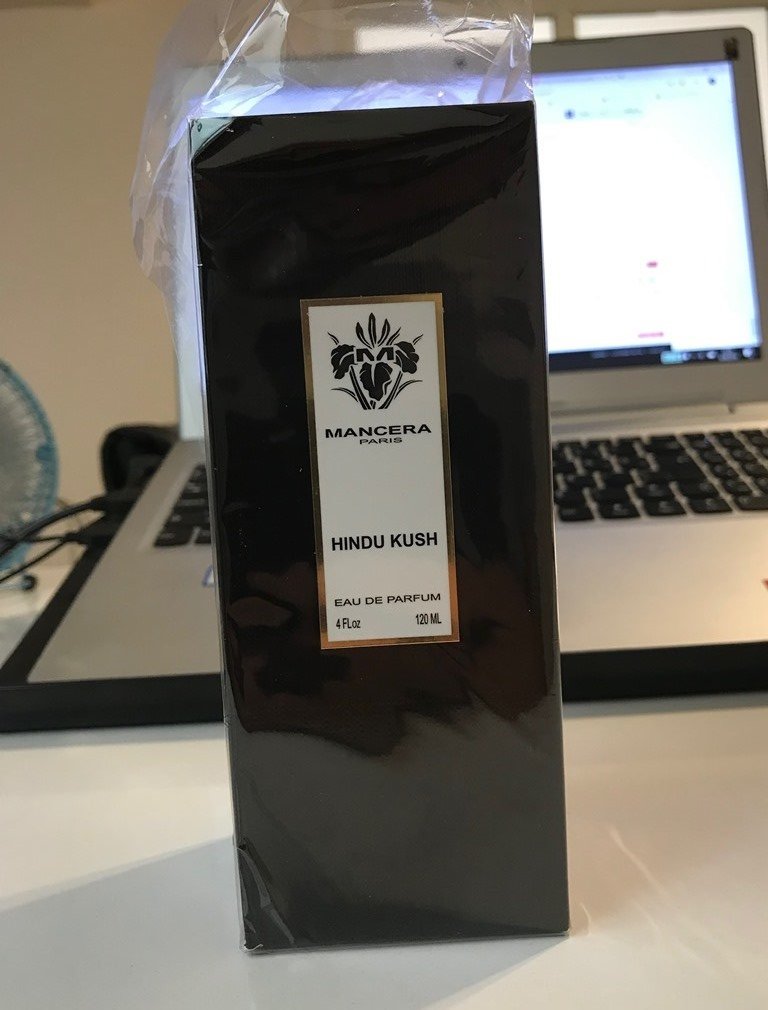 M
MANCERA
PARIS
HINDU KUSH
EAU DE PARFUM
4 FLoz 120 ML